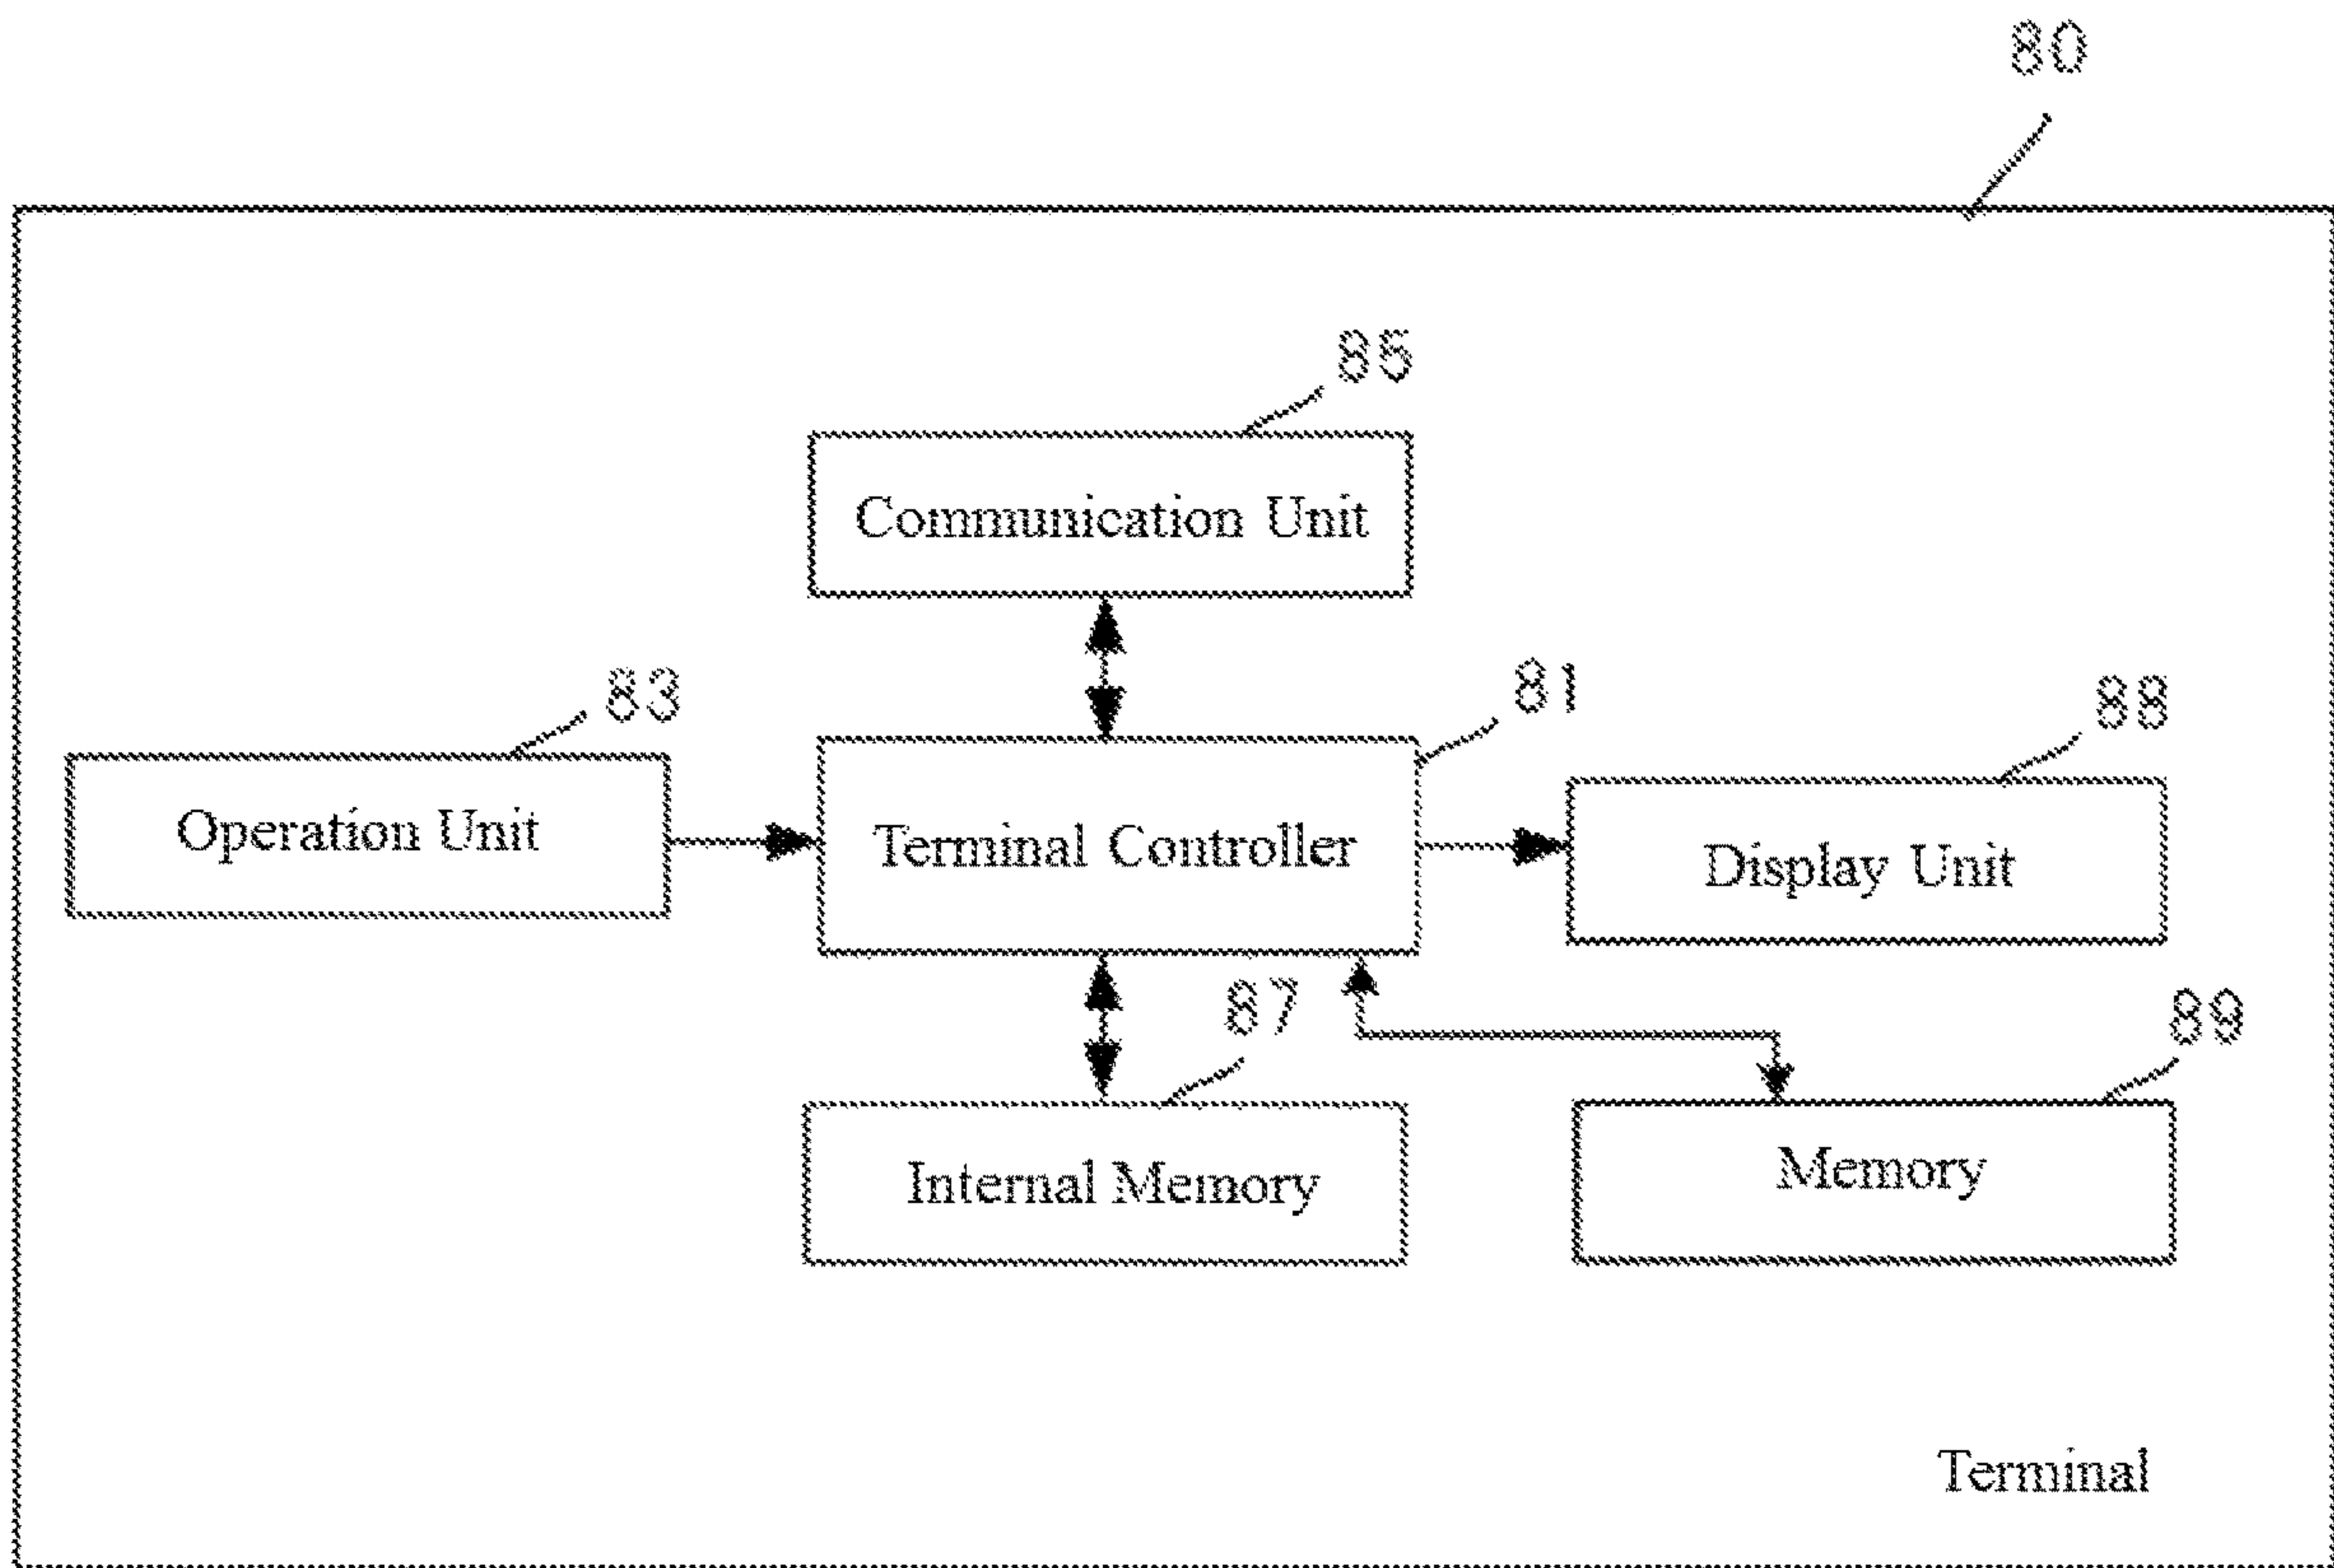 80
85
Communication Unit
83
81
88
Operation Unit
Terminal Controller
Display Unit
87
89
Internal Memory
Memory
Terminal